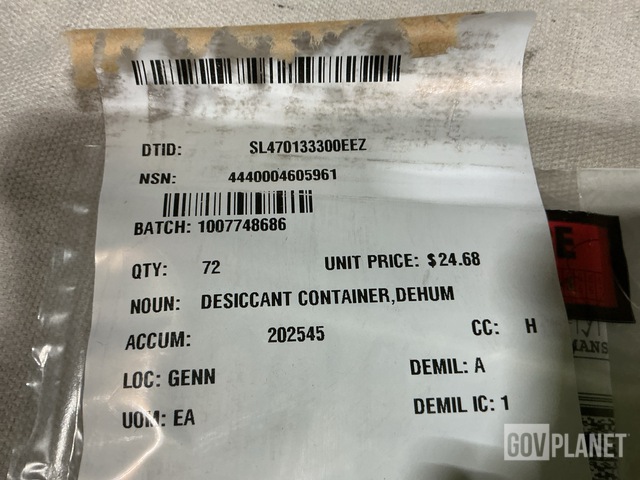 DTID: SL470133300EEZ
NSN: 4440004605961
BATCH: 1007748686
QTY: 72 UNIT PRICE: $24.68
NOUN: DESICCANT CONTAINER,DEHUM
ACCUM: 202545 CC: H
LOC: GENN DEMIL: A
UOM: EA DEMIL IC: 1
E
MANS
GOVPLANET